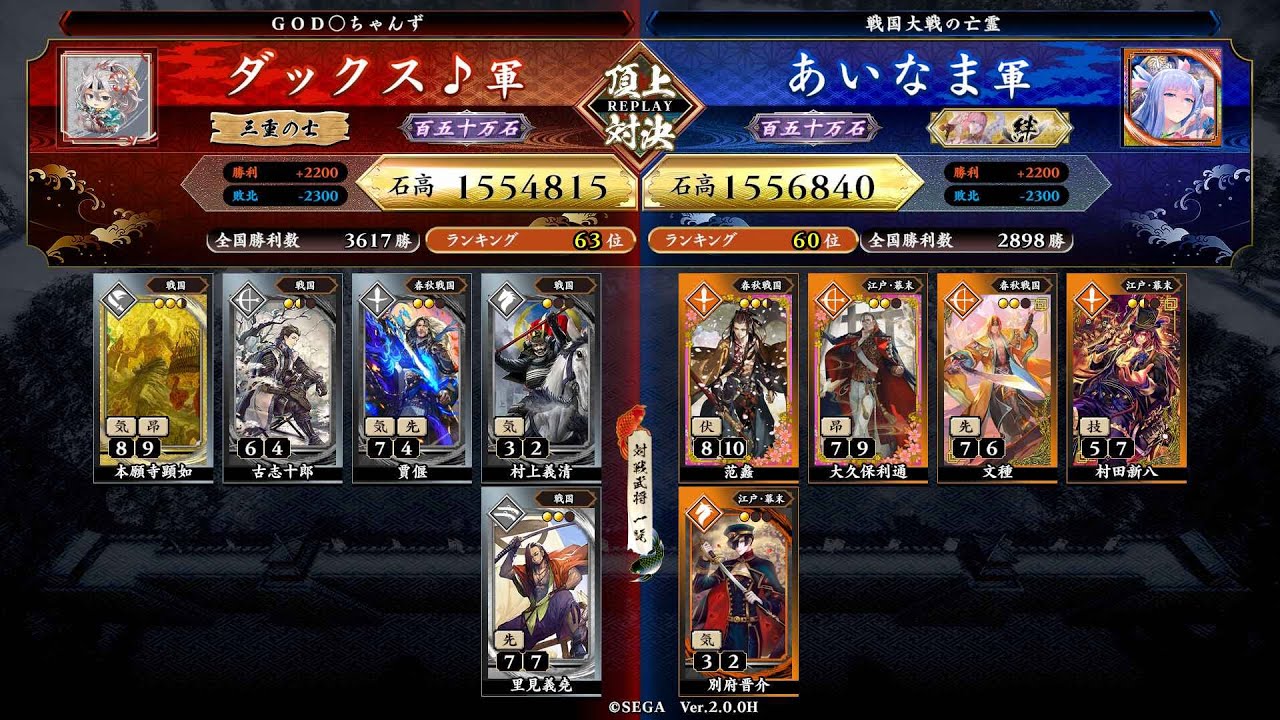 GOD○ちゃんず
戦国大戦の亡霊
ダックス♪軍
頂上
REPLAY
対決
あいなま軍
三重の士
百五十万石
百五十万石
絆
勝利 +2200
敗北 -2300
石高 1554815
石高 1556840
勝利 +2200
敗北 -2300
全国勝利数 3617勝
ランキング 63位
ランキング 60位
全国勝利数 2898勝
戦国
気 昂
8 9
本願寺顕如
戦国
6 4
古志十郎
春秋戦国
気 先
7 4
賈偃
戦国
気
3 2
村上義清
春秋戦国
伏
8 10
范蠡
江戸・幕末
昂
7 9
大久保利通
春秋戦国
先
7 6
文種
江戸・幕末
技
5 7
村田新八
対戦武将一覧
戦国
先
7 7
里見義堯
江戸・幕末
気
3 2
別府晋介
©SEGA Ver.2.0.0H